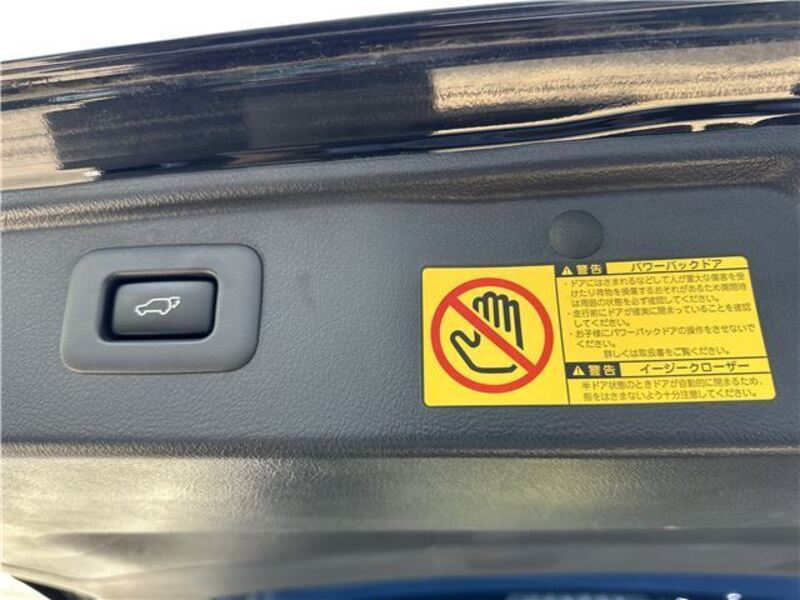 警告 パワーバックドア
・ドアにはさまれるなどして人が重大な傷害を受
けたり荷物を損傷するおそれがあるため開閉時
は周囲の状態を必ず確認してください。
・走行前にドアが確実に閉まっていることを確認
してください。
・お子様にパワーバックドアの操作をさせないで
ください。
詳しくは取扱書をご覧ください。
警告 イージークローザー
半ドア状態のときドアが自動的に閉まるため、
指をはさまないよう十分注意してください。